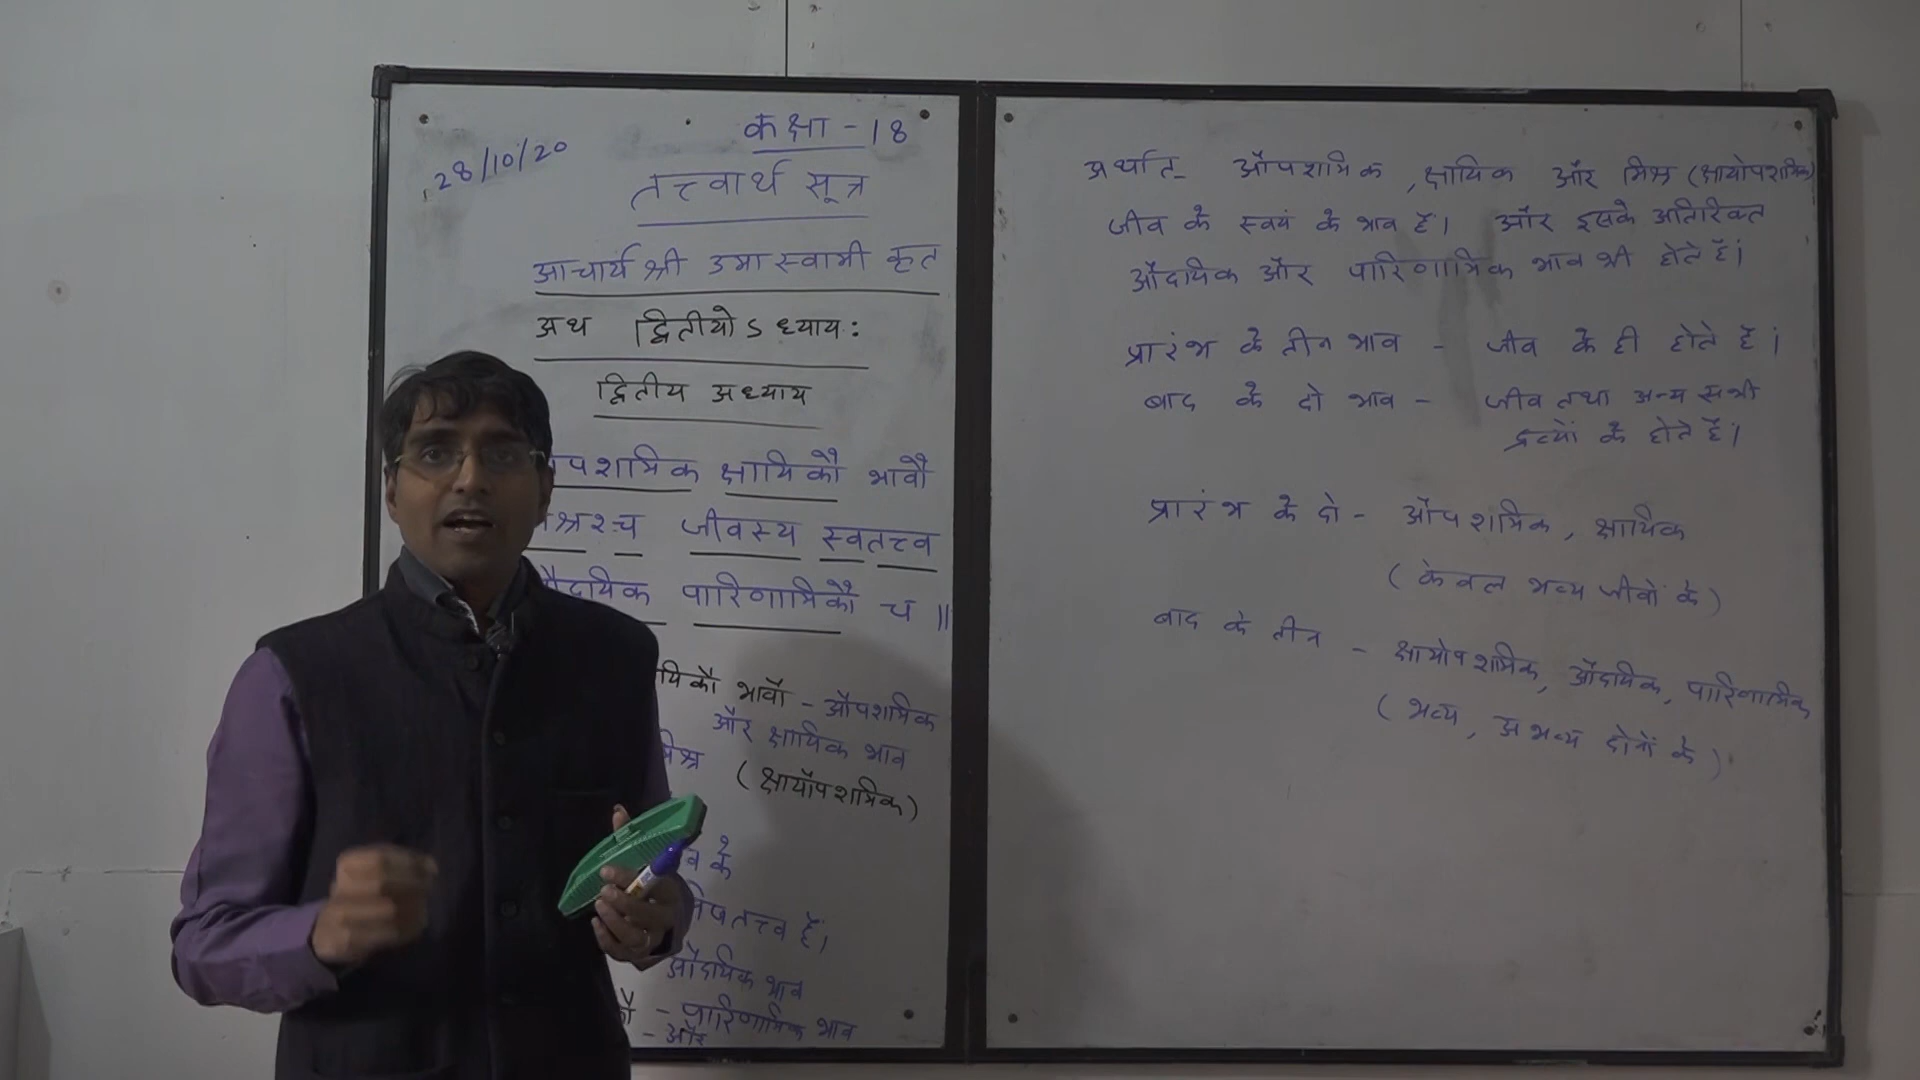 कक्षा - 18
28/10/20
तत्त्वार्थ सूत्र
आचार्य श्री उमास्वामी कृत
अथ द्वितीयोऽध्याय:
द्वितीय अध्याय
पशमिक क्षायिकौ भावौ
श्रश्च जीवस्य स्वतत्त्व
दयिक पारिणामिकौ च ॥
यिकौ भावौ - औपशमिक
और क्षायिक भाव
मिश्र (क्षायोपशमिक)
व के
निजतत्त्व हैं।
औदयिक भाव
- पारिणामिक भाव
- और
अर्थात- औपशमिक, क्षायिक और मिश्र (क्षायोपशमिक)
जीव के स्वयं के भाव हैं। और इसके अतिरिक्त
औदयिक और पारिणामिक भाव भी होते हैं।
प्रारंभ के तीन भाव - जीव के ही होते हैं।
बाद के दो भाव - जीव तथा अन्य सभी
द्रव्यों के होते हैं।
प्रारंभ के दो - औपशमिक, क्षायिक
(केवल भव्य जीवों के)
बाद के तीन - क्षायोपशमिक, औदयिक, पारिणामिक
(भव्य, अभव्य दोनों के)